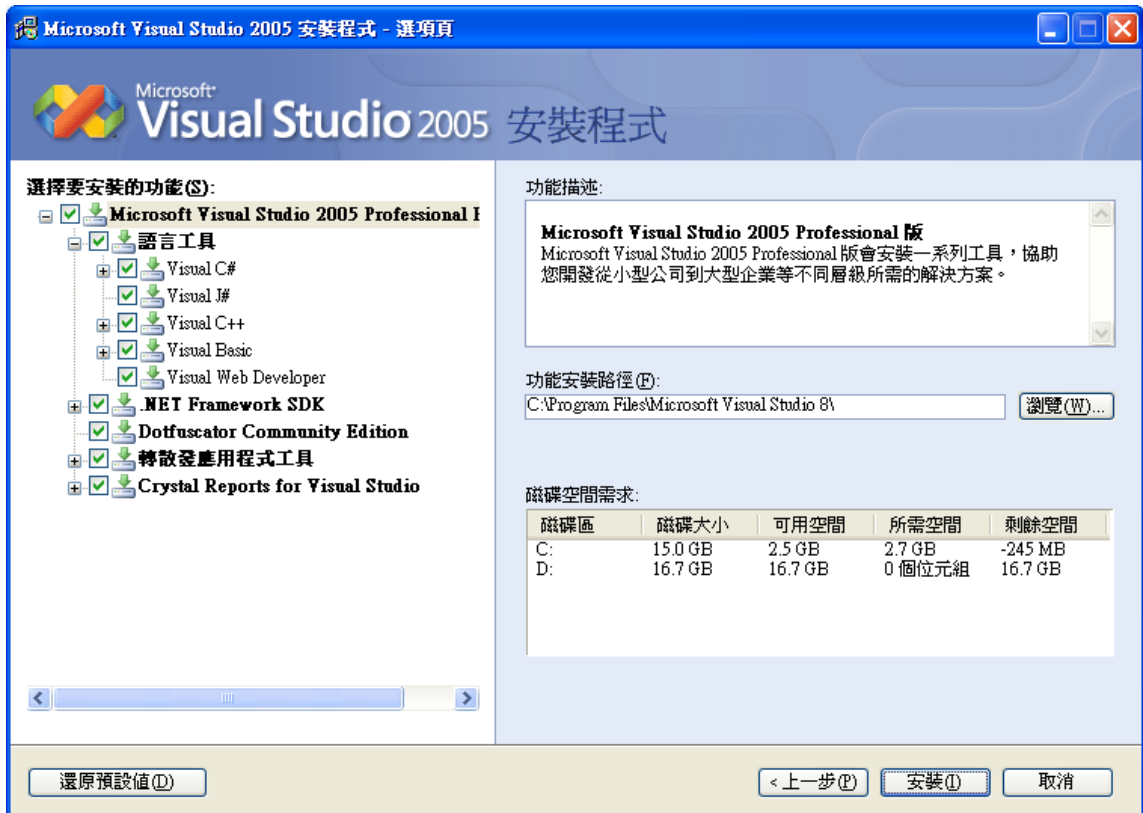 Microsoft Visual Studio 2005 安裝程式 - 選項頁
Microsoft
Visual Studio 2005 安裝程式
選擇要安裝的功能(S):
Microsoft Visual Studio 2005 Professional
語言工具
Visual C#
Visual J#
Visual C++
Visual Basic
Visual Web Developer
.NET Framework SDK
Dotfuscator Community Edition
轉散發應用程式工具
Crystal Reports for Visual Studio
功能描述:
Microsoft Visual Studio 2005 Professional 版
Microsoft Visual Studio 2005 Professional 版會安裝一系列工具，協助
您開發從小型公司到大型企業等不同層級所需的解決方案。
功能安裝路徑(F):
C:\Program Files\Microsoft Visual Studio 8\
瀏覽(W)...
磁碟空間需求:
磁碟區 磁碟大小 可用空間 所需空間 剩餘空間
C: 15.0 GB 2.5 GB 2.7 GB -245 MB
D: 16.7 GB 16.7 GB 0 個位元組 16.7 GB
還原預設值(D)
< 上一步(P)
安裝(I)
取消